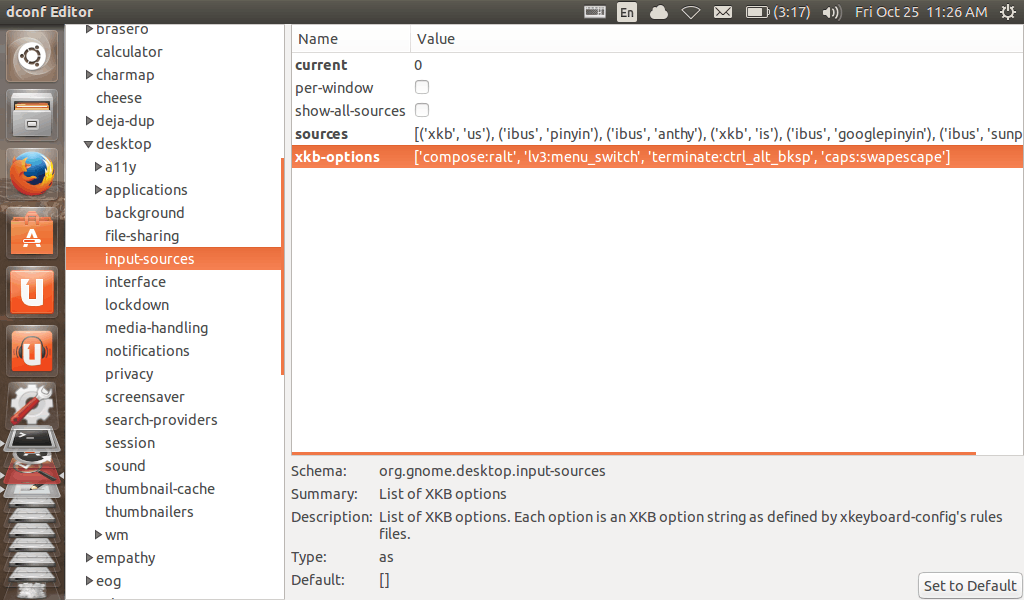 dconf Editor
En
(3:17)
Fri Oct 25 11:26 AM
brasero
calculator
charmap
cheese
deja-dup
desktop
a11y
applications
background
file-sharing
input-sources
interface
lockdown
media-handling
notifications
privacy
screensaver
search-providers
session
sound
thumbnail-cache
thumbnailers
wm
empathy
eog
Name Value
current 0
per-window
show-all-sources
sources [('xkb', 'us'), ('ibus', 'pinyin'), ('ibus', 'anthy'), ('xkb', 'is'), ('ibus', 'googlepinyin'), ('ibus', 'sunp
xkb-options ['compose:ralt', 'lv3:menu_switch', 'terminate:ctrl_alt_bksp', 'caps:swapescape']
Schema: org.gnome.desktop.input-sources
Summary: List of XKB options
Description: List of XKB options. Each option is an XKB option string as defined by xkeyboard-config's rules
files.
Type: as
Default: []
Set to Default